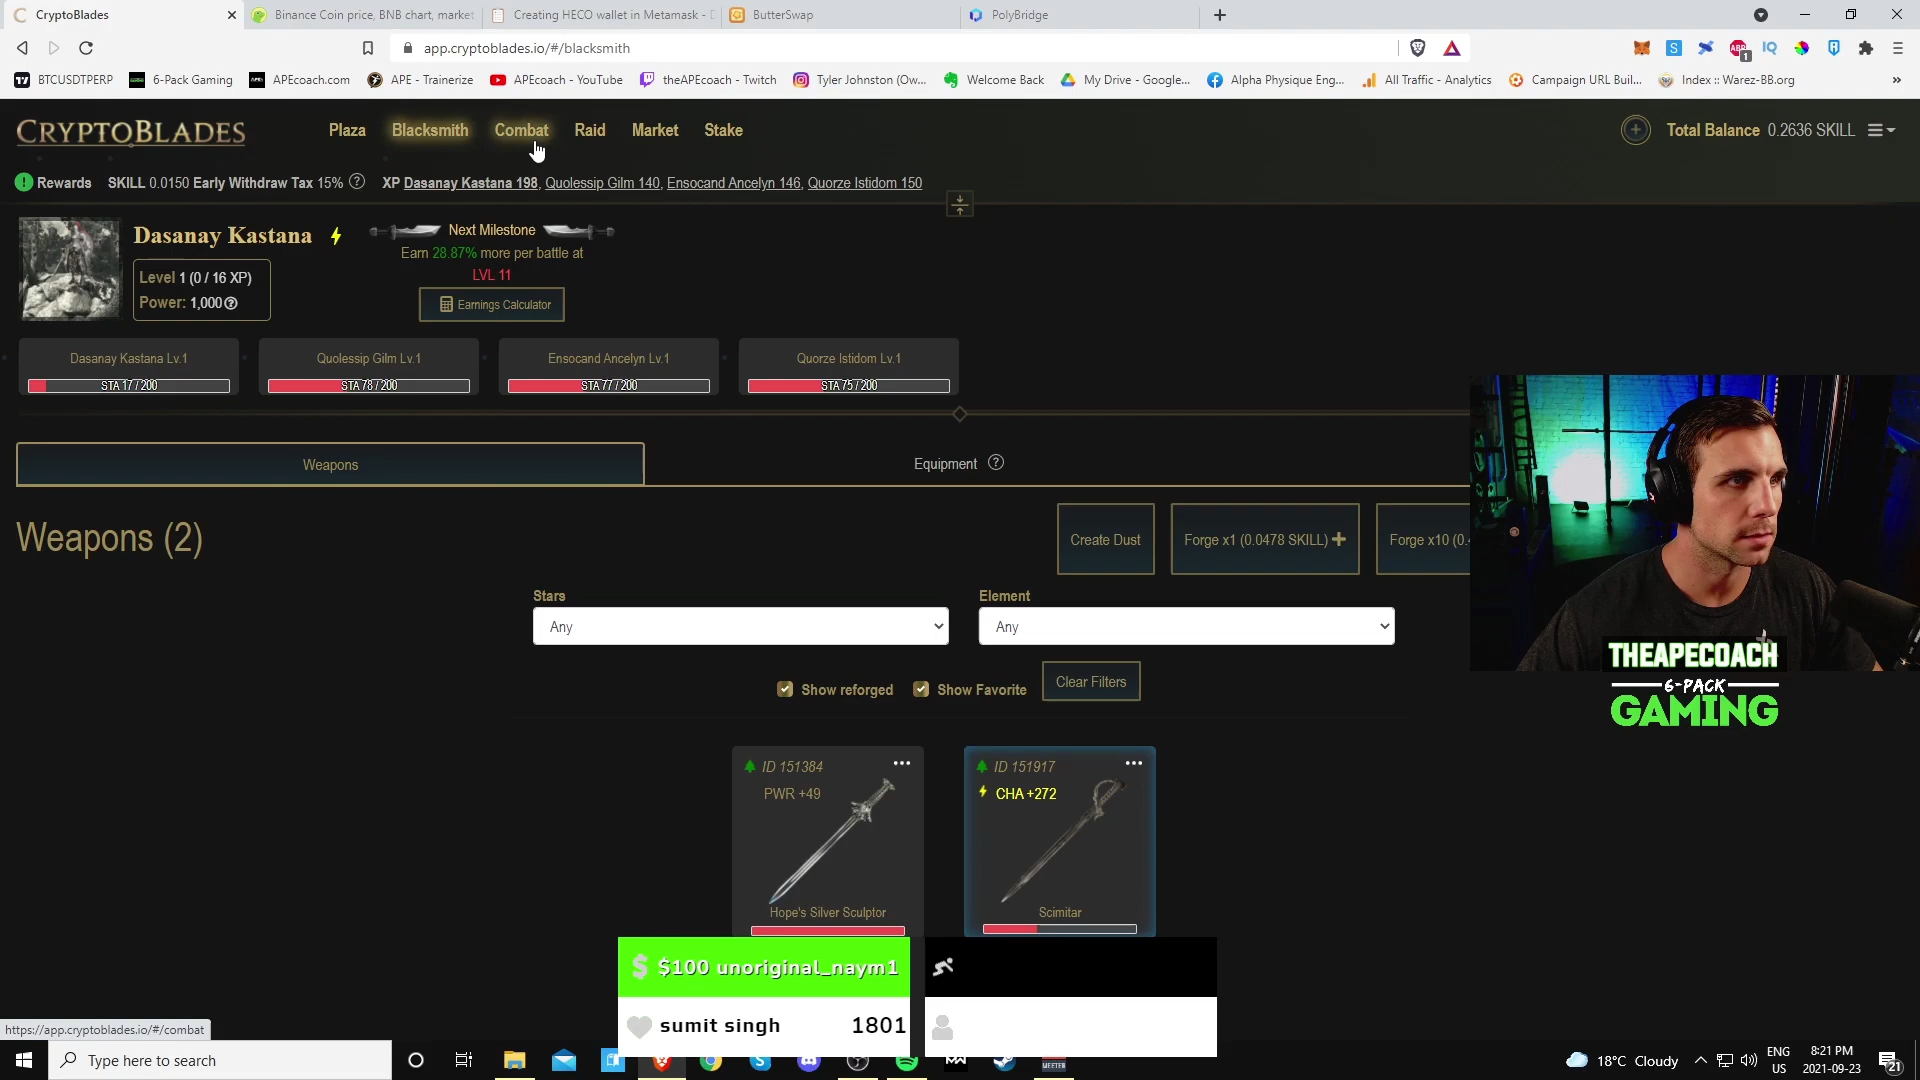 CryptoBlades
Binance Coin price, BNB chart, market
Creating HECO wallet in Metamask - D
ButterSwap
PolyBridge
app.cryptoblades.io/#/blacksmith
BTCUSDTPERP
6-Pack Gaming
APEcoach.com
APE - Trainerize
APEcoach - YouTube
theAPEcoach - Twitch
Tyler Johnston (Ow...
Welcome Back
My Drive - Google...
Alpha Physique Eng...
All Traffic - Analytics
Campaign URL Buil...
Index :: Warez-BB.org
CRYPTOBLADES
Plaza
Blacksmith
Combat
Raid
Market
Stake
Total Balance 0.2636 SKILL
Rewards SKILL 0.0150 Early Withdraw Tax 15% XP Dasanay Kastana 198, Quolessip Gilm 140, Ensocand Ancelyn 146, Quorze Istidom 150
Dasanay Kastana
Level 1 (0 / 16 XP)
Power: 1,000
Next Milestone
Earn 28.87% more per battle at
LVL 11
Earnings Calculator
Dasanay Kastana Lv.1
STA 17 / 200
Quolessip Gilm Lv.1
STA 78 / 200
Ensocand Ancelyn Lv.1
STA 77 / 200
Quorze Istidom Lv.1
STA 75 / 200
Weapons
Equipment
Weapons (2)
Create Dust
Forge x1 (0.0478 SKILL)
Forge x10 (0.4
Stars
Any
Element
Any
Show reforged
Show Favorite
Clear Filters
ID 151384
PWR +49
Hope's Silver Sculptor
ID 151917
CHA +272
Scimitar
THEAPECOACH
6-PACK
GAMING
$100 unoriginal_naym1
sumit singh 1801
https://app.cryptoblades.io/#/combat
Type here to search
18°C Cloudy
ENG
US
8:21 PM
2021-09-23
21